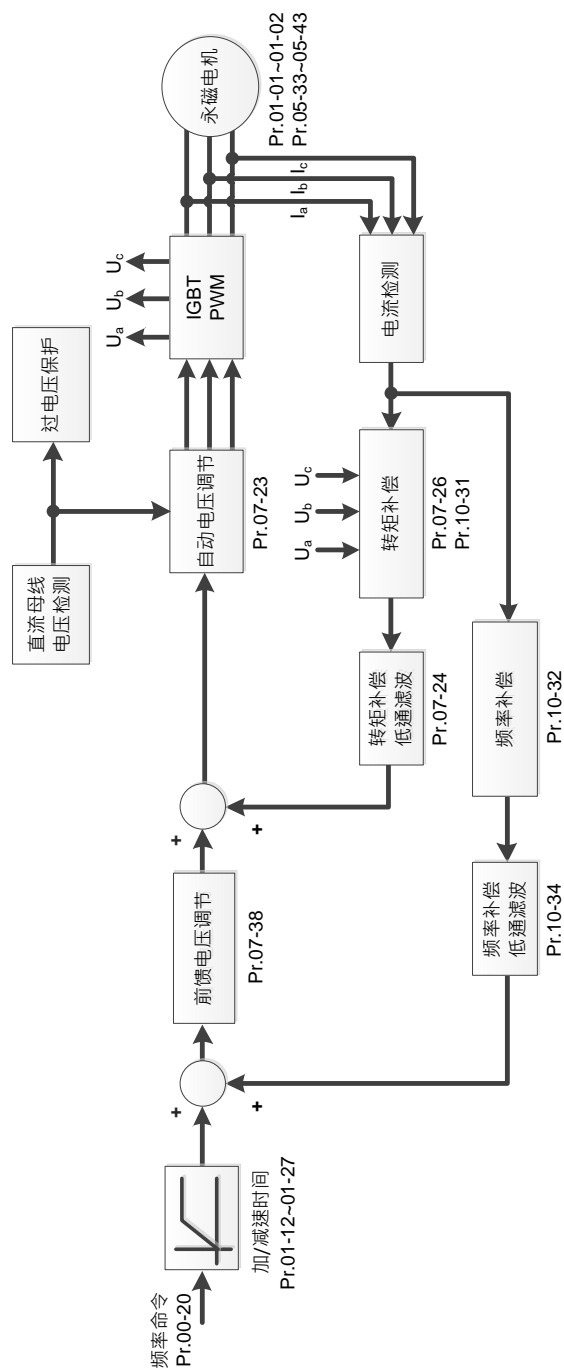 频率命令
Pr.00-20
加/减速时间
Pr.01-12~01-27
+
+
前馈电压调节
Pr.07-38
+
+
直流母线
电压检测
过电压保护
自动电压调节
Pr.07-23
IGBT
PWM
Ua
Ub
Uc
永磁电机
Pr.01-01~01-02
Pr.05-33~05-43
Ia
Ib
Ic
电流检测
Ua
Ub
Uc
转矩补偿
Pr.07-26
Pr.10-31
转矩补偿
低通滤波
Pr.07-24
频率补偿
Pr.10-32
频率补偿
低通滤波
Pr.10-34